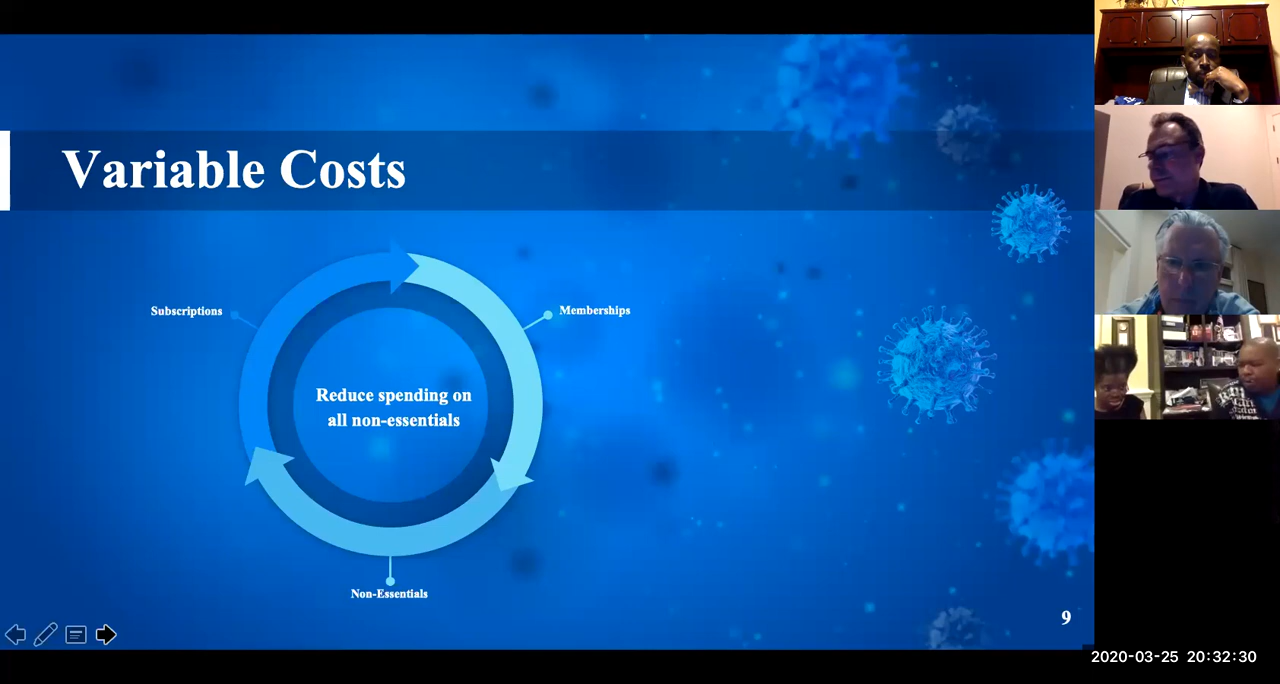 Variable Costs
Subscriptions
Memberships
Reduce spending on
all non-essentials
Non-Essentials
9
2020-03-25 20:32:30